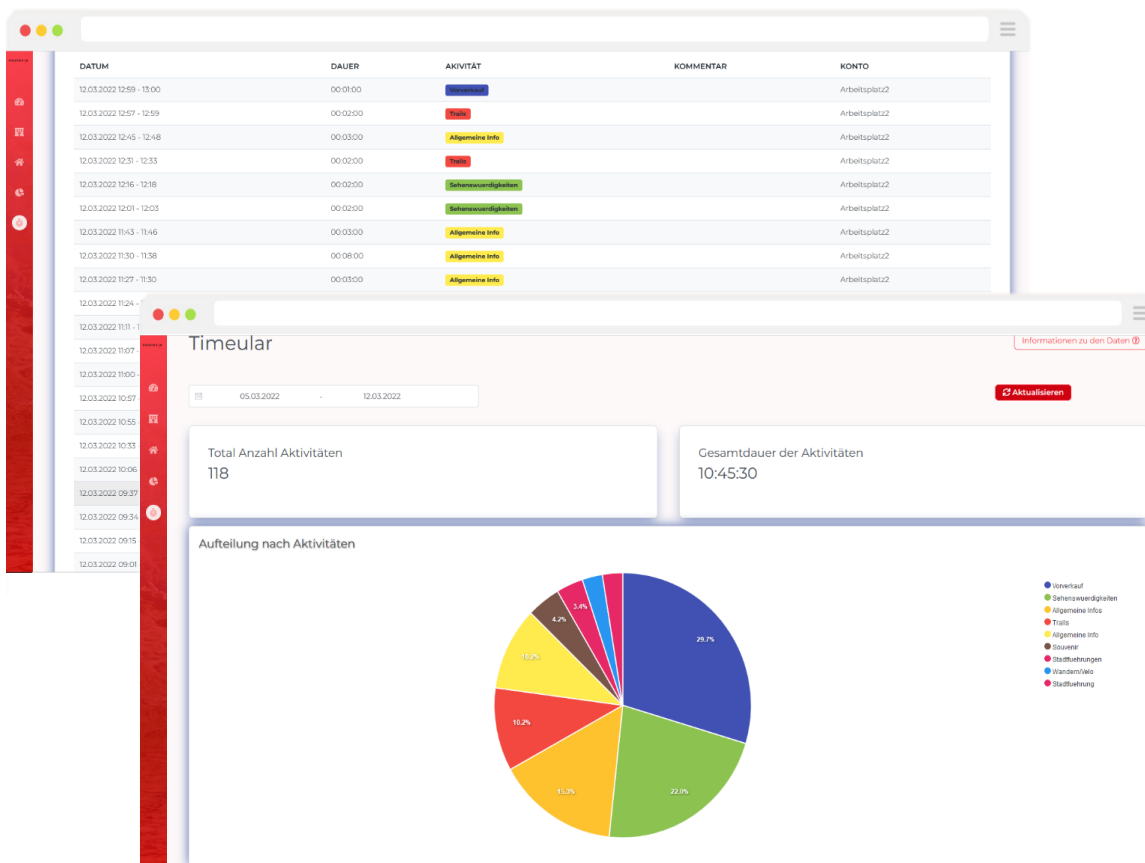 DATUM DAUER AKIVITÄT KOMMENTAR KONTO
12.03.2022 12:59 - 13:00 00:01:00 Vorverkauf Arbeitsplatz2
12.03.2022 12:57 - 12:59 00:02:00 Trails Arbeitsplatz2
12.03.2022 12:45 - 12:48 00:03:00 Allgemeine Info Arbeitsplatz2
12.03.2022 12:31 - 12:33 00:02:00 Trails Arbeitsplatz2
12.03.2022 12:16 - 12:18 00:02:00 Sehenswuerdigkeiten Arbeitsplatz2
12.03.2022 12:01 - 12:03 00:02:00 Sehenswuerdigkeiten Arbeitsplatz2
12.03.2022 11:43 - 11:46 00:03:00 Allgemeine Info Arbeitsplatz2
12.03.2022 11:30 - 11:38 00:08:00 Allgemeine Info Arbeitsplatz2
12.03.2022 11:27 - 11:30 00:03:00 Allgemeine Info Arbeitsplatz2
12.03.2022 11:24 -
12.03.2022 11:11 - 1
12.03.2022 11:07 -
12.03.2022 11:00 -
12.03.2022 10:57
12.03.2022 10:55
12.03.2022 10:33
12.03.2022 10:06
12.03.2022 09:37
12.03.2022 09:34
12.03.2022 09:15
12.03.2022 09:01
Timeular
Informationen zu den Daten
05.03.2022 - 12.03.2022
Aktualisieren
Total Anzahl Aktivitäten
118
Gesamtdauer der Aktivitäten
10:45:30
Aufteilung nach Aktivitäten
29.7%
22.0%
15.3%
10.2%
10.2%
4.2%
3.4%
Vorverkauf
Sehenswuerdigkeiten
Allgemeine Infos
Trails
Allgemeine Info
Souvenir
Stadtfuehrungen
Wandern/Velo
Stadtfuehrung